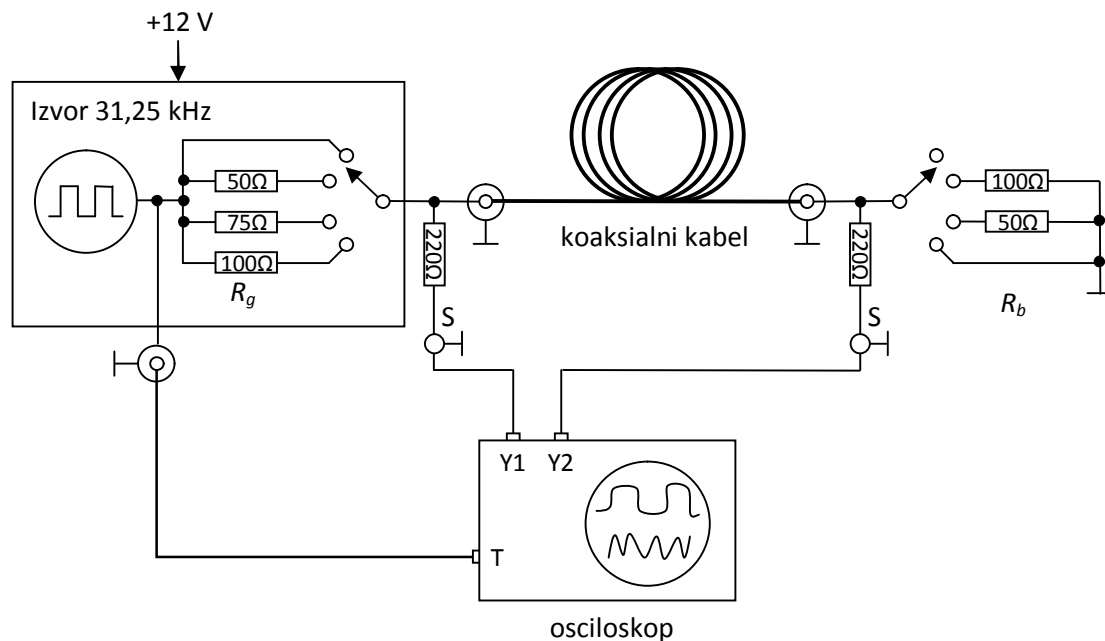 +12 V
Izvor 31,25 kHz
50Ω
75Ω
100Ω
R_g
220Ω
S
koaksialni kabel
220Ω
S
100Ω
50Ω
R_b
Y1 Y2
T
osciloskop